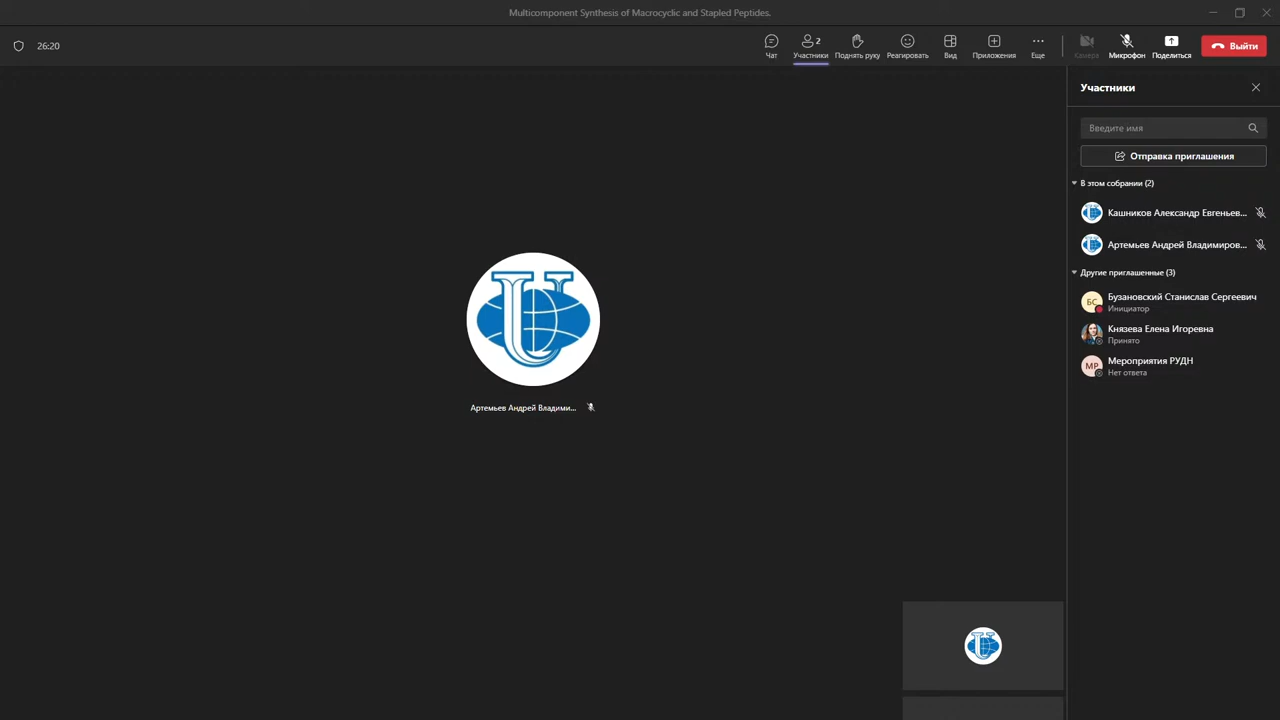 Multicomponent Synthesis of Macrocyclic and Stapled Peptides.
26:20
Чат
Участники 2
Поднять руку
Реагировать
Вид
Приложения
Еще
Камера
Микрофон
Поделиться
Выйти
Участники
Введите имя
Отправка приглашения
В этом собрании (2)
Кашников Александр Евгеньев...
Артемьев Андрей Владимиров...
Другие приглашенные (3)
БС
Бузановский Станислав Сергеевич
Инициатор
Князева Елена Игоревна
Принято
МР
Мероприятия РУДН
Нет ответа
Артемьев Андрей Владими...